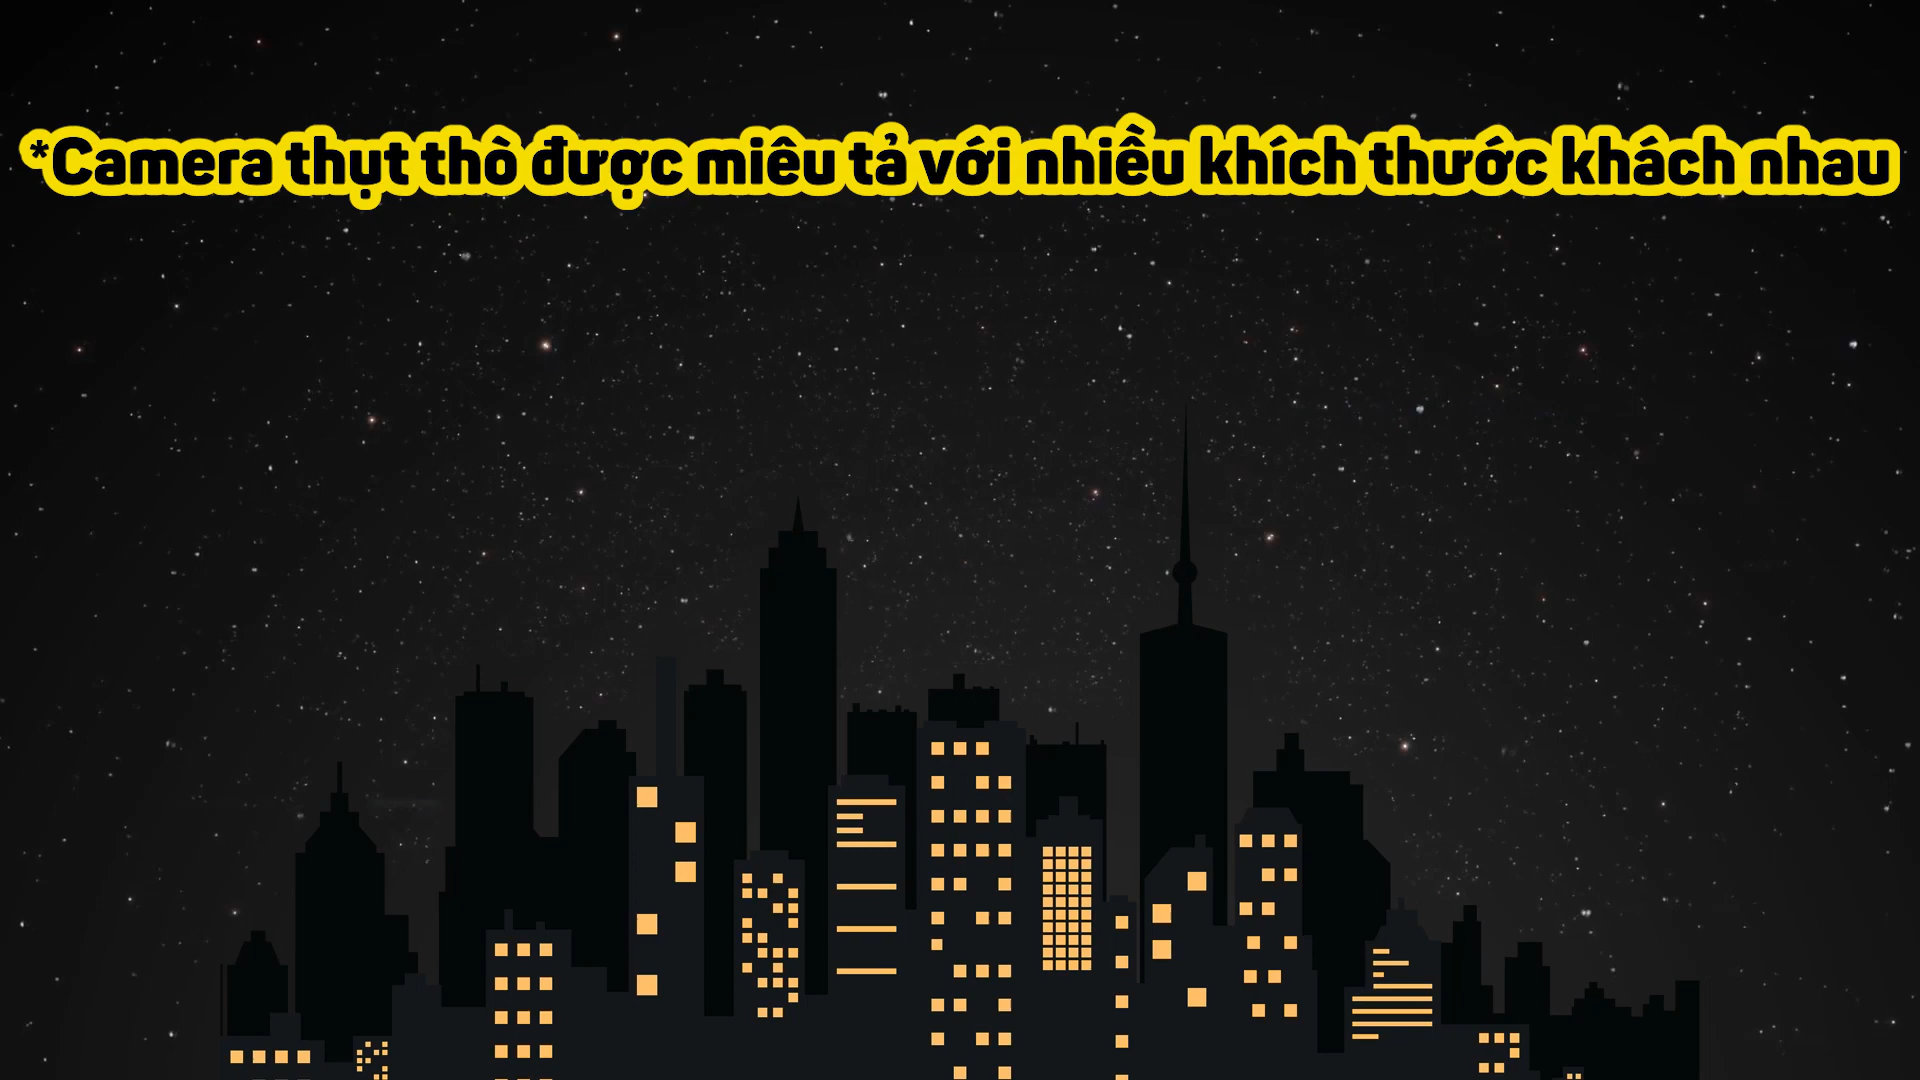 *Camera thụt thò được miêu tả với nhiều khích thước khách nhau